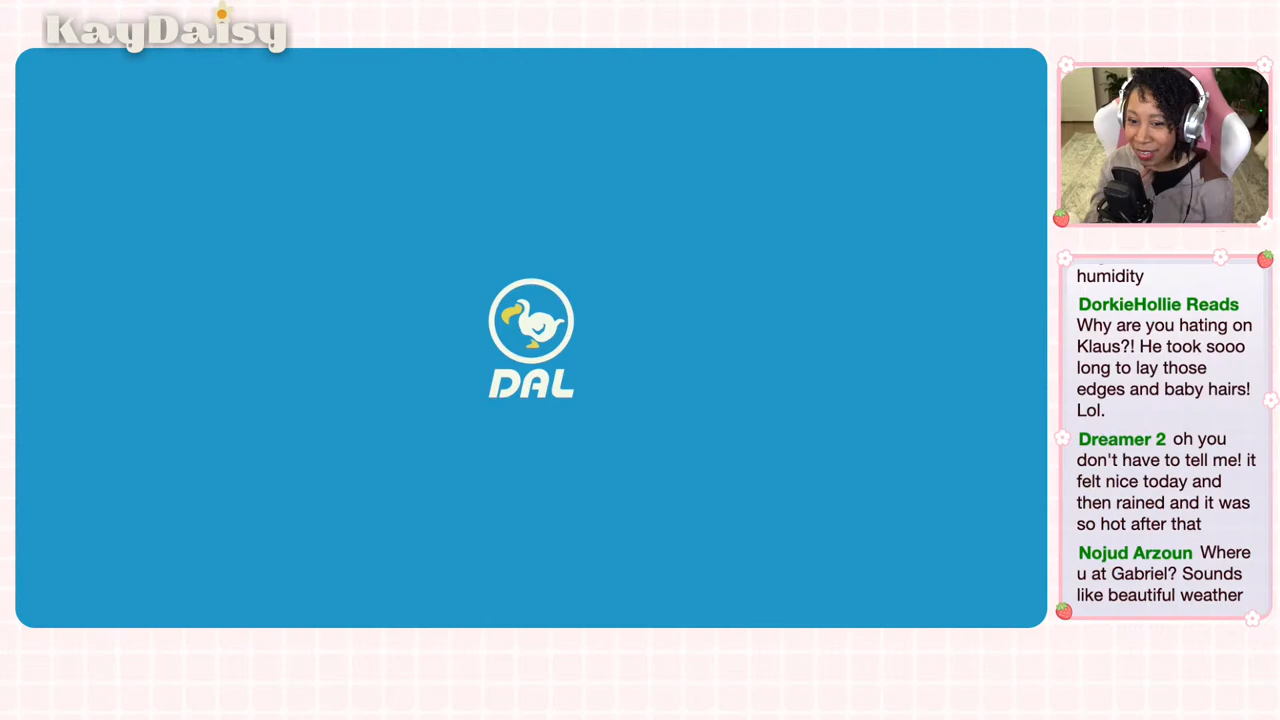 KayDaisy
DAL
humidity
DorkieHollie Reads
Why are you hating on
Klaus?! He took sooo
long to lay those
edges and baby hairs!
Lol.
Dreamer 2 oh you
don't have to tell me! it
felt nice today and
then rained and it was
so hot after that
Nojud Arzoun Where
u at Gabriel? Sounds
like beautiful weather